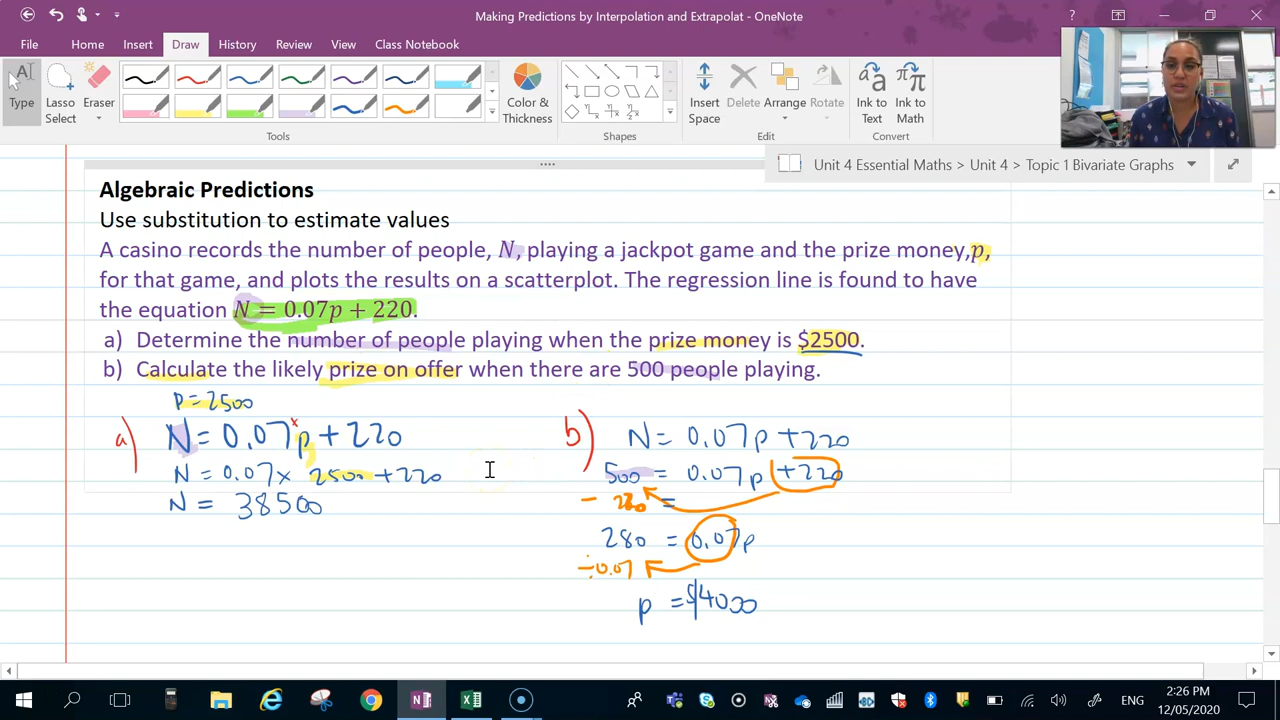 Making Predictions by Interpolation and Extrapolat - OneNote
File Home Insert Draw History Review View Class Notebook
Type Lasso Select Eraser Color & Thickness Insert Space Delete Arrange Rotate Ink to Text Ink to Math
Tools Shapes Edit Convert
Unit 4 Essential Maths > Unit 4 > Topic 1 Bivariate Graphs
Algebraic Predictions
Use substitution to estimate values
A casino records the number of people, N, playing a jackpot game and the prize money,p,
for that game, and plots the results on a scatterplot. The regression line is found to have
the equation N = 0.07p + 220.
a) Determine the number of people playing when the prize money is $2500.
b) Calculate the likely prize on offer when there are 500 people playing.
P = 2500
a) N = 0.07 × p + 220
N = 0.07 × 2500 + 220
N = 38500
b) N = 0.07p + 220
500 = 0.07p + 220
- 220 =
280 = 0.07p
÷0.07
p = $4000
ENG
2:26 PM
12/05/2020